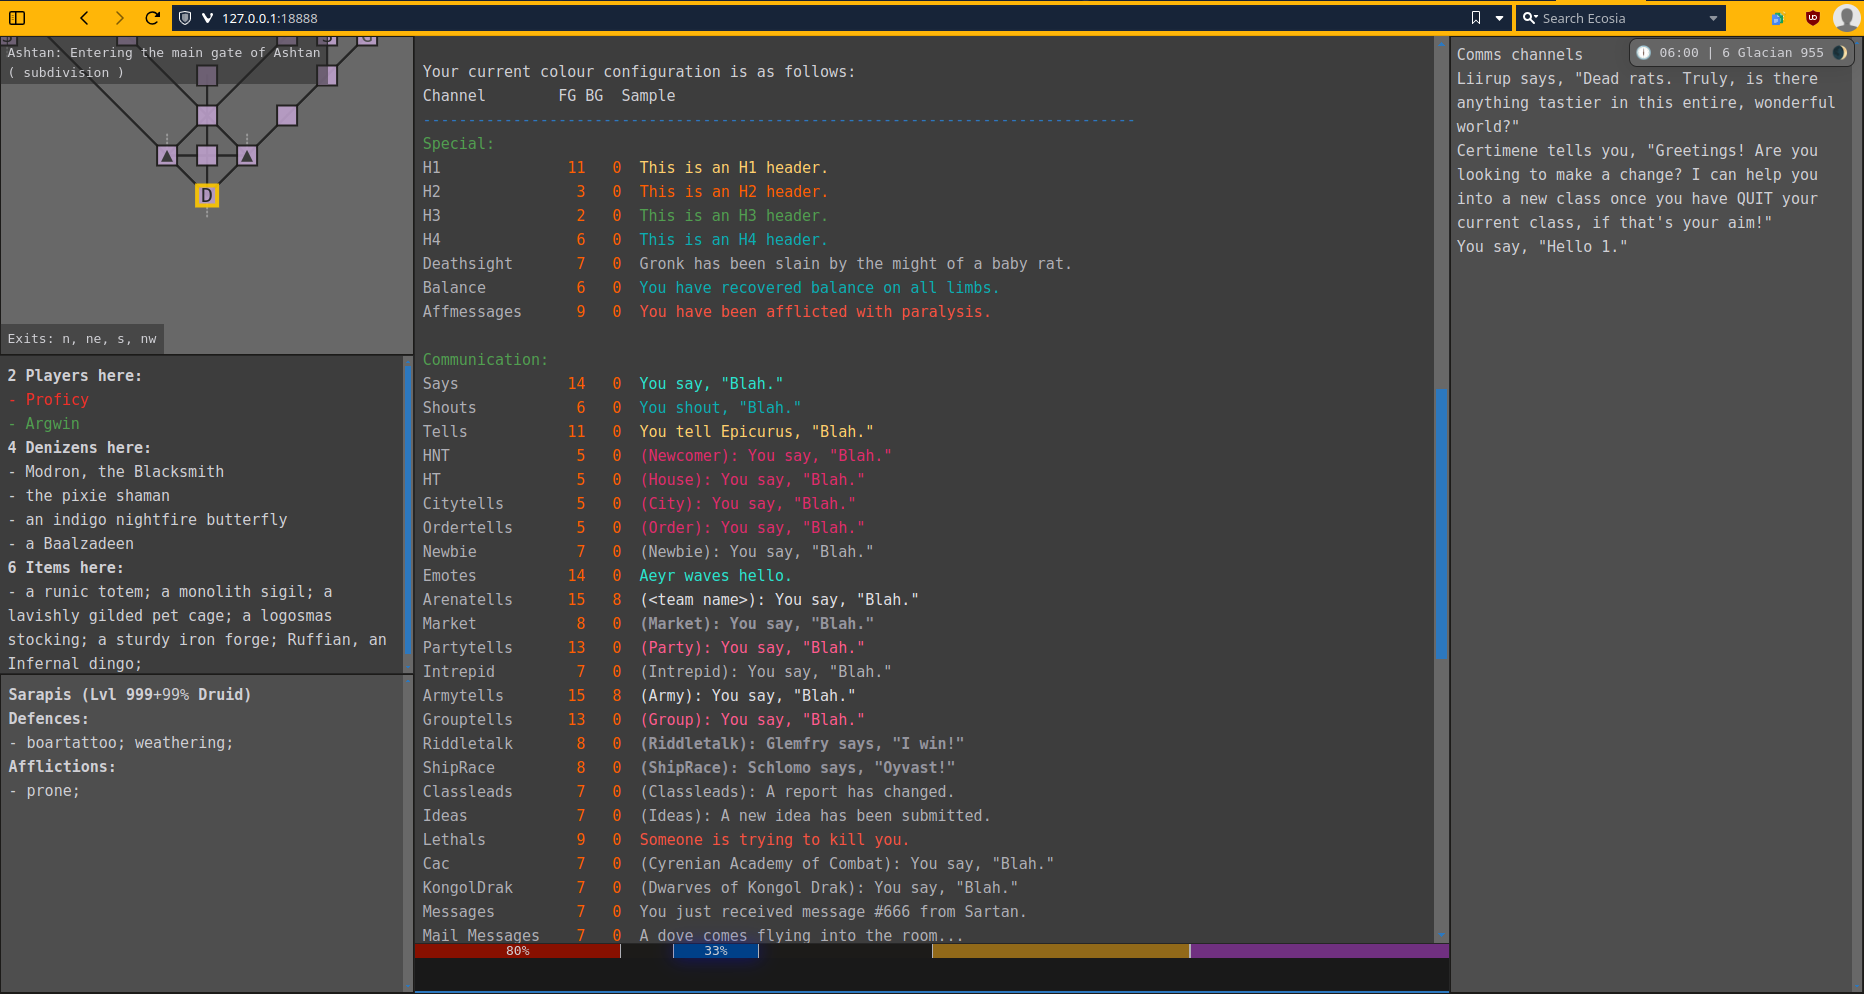 127.0.0.1:18888
Search Ecosia
Ashtan: Entering the main gate of Ashtan
( subdivision )
D
Exits: n, ne, s, nw
2 Players here:
- Proficy
- Argwin
4 Denizens here:
- Modron, the Blacksmith
- the pixie shaman
- an indigo nightfire butterfly
- a Baalzadeen
6 Items here:
- a runic totem; a monolith sigil; a
lavishly gilded pet cage; a logosmas
stocking; a sturdy iron forge; Ruffian, an
Infernal dingo;
Sarapis (Lvl 999+99% Druid)
Defences:
- boartattoo; weathering;
Afflictions:
- prone;
Your current colour configuration is as follows:
Channel FG BG Sample
-------------------------------------------------------------------------------
Special:
H1 11 0 This is an H1 header.
H2 3 0 This is an H2 header.
H3 2 0 This is an H3 header.
H4 6 0 This is an H4 header.
Deathsight 7 0 Gronk has been slain by the might of a baby rat.
Balance 6 0 You have recovered balance on all limbs.
Affmessages 9 0 You have been afflicted with paralysis.
Communication:
Says 14 0 You say, "Blah."
Shouts 6 0 You shout, "Blah."
Tells 11 0 You tell Epicurus, "Blah."
HNT 5 0 (Newcomer): You say, "Blah."
HT 5 0 (House): You say, "Blah."
Citytells 5 0 (City): You say, "Blah."
Ordertells 5 0 (Order): You say, "Blah."
Newbie 7 0 (Newbie): You say, "Blah."
Emotes 14 0 Aeyr waves hello.
Arenatells 15 8 (<team name>): You say, "Blah."
Market 8 0 (Market): You say, "Blah."
Partytells 13 0 (Party): You say, "Blah."
Intrepid 7 0 (Intrepid): You say, "Blah."
Armytells 15 8 (Army): You say, "Blah."
Grouptells 13 0 (Group): You say, "Blah."
Riddletalk 8 0 (Riddletalk): Glemfry says, "I win!"
ShipRace 8 0 (ShipRace): Schlomo says, "Oyvast!"
Classleads 7 0 (Classleads): A report has changed.
Ideas 7 0 (Ideas): A new idea has been submitted.
Lethals 9 0 Someone is trying to kill you.
Cac 7 0 (Cyrenian Academy of Combat): You say, "Blah."
KongolDrak 7 0 (Dwarves of Kongol Drak): You say, "Blah."
Messages 7 0 You just received message #666 from Sartan.
Mail Messages 7 0 A dove comes flying into the room...
80% 33%
Comms channels
06:00 | 6 Glacian 955
Liirup says, "Dead rats. Truly, is there
anything tastier in this entire, wonderful
world?"
Certimene tells you, "Greetings! Are you
looking to make a change? I can help you
into a new class once you have QUIT your
current class, if that's your aim!"
You say, "Hello 1."